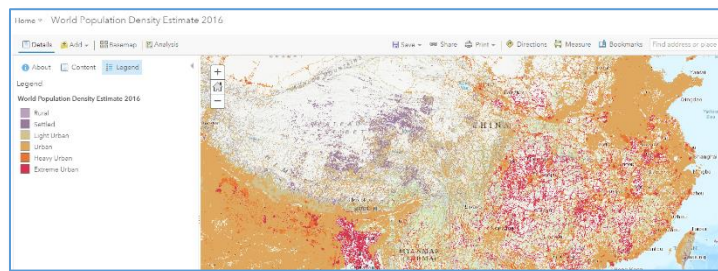 Home World Population Density Estimate 2016
Details Add Basemap Analysis
Save Share Print Directions Measure Bookmarks Find address or place
About Content Legend
Legend
World Population Density Estimate 2016
Rural
Settled
Light Urban
Urban
Heavy Urban
Extreme Urban
+
−
CHINA
MYANMAR